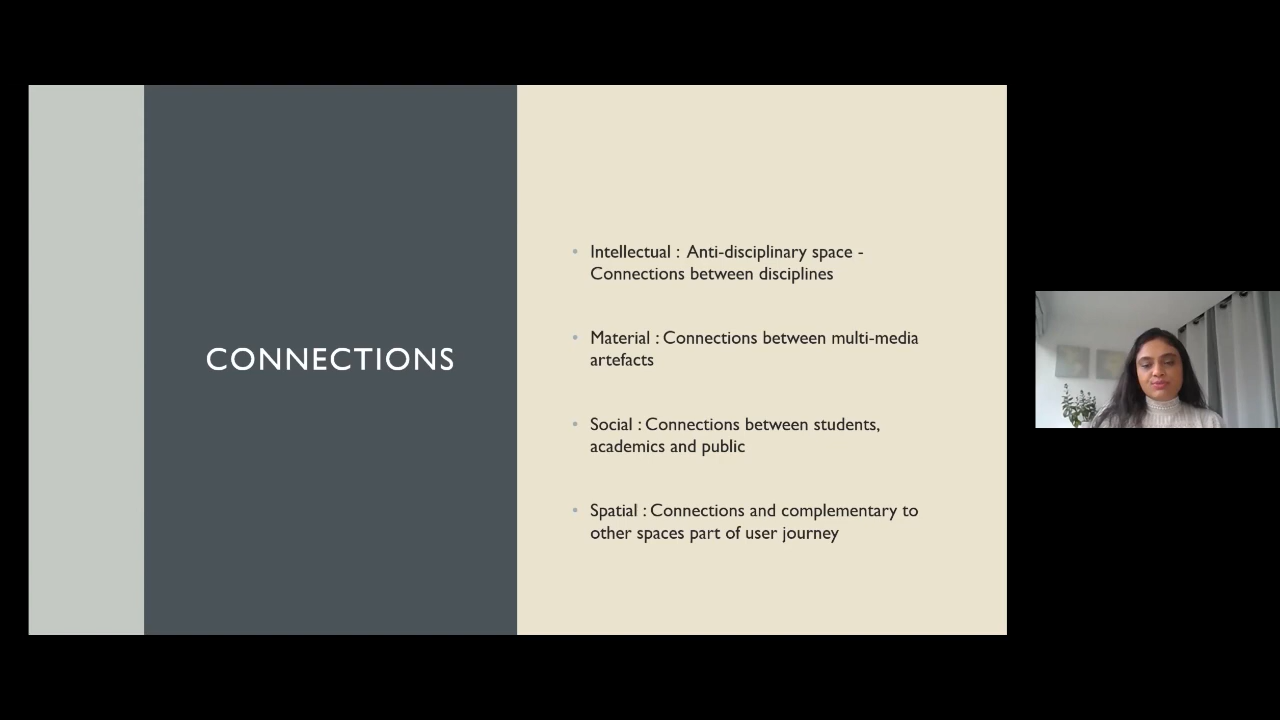 CONNECTIONS
• Intellectual : Anti-disciplinary space -
Connections between disciplines
• Material : Connections between multi-media
artefacts
• Social : Connections between students,
academics and public
• Spatial : Connections and complementary to
other spaces part of user journey